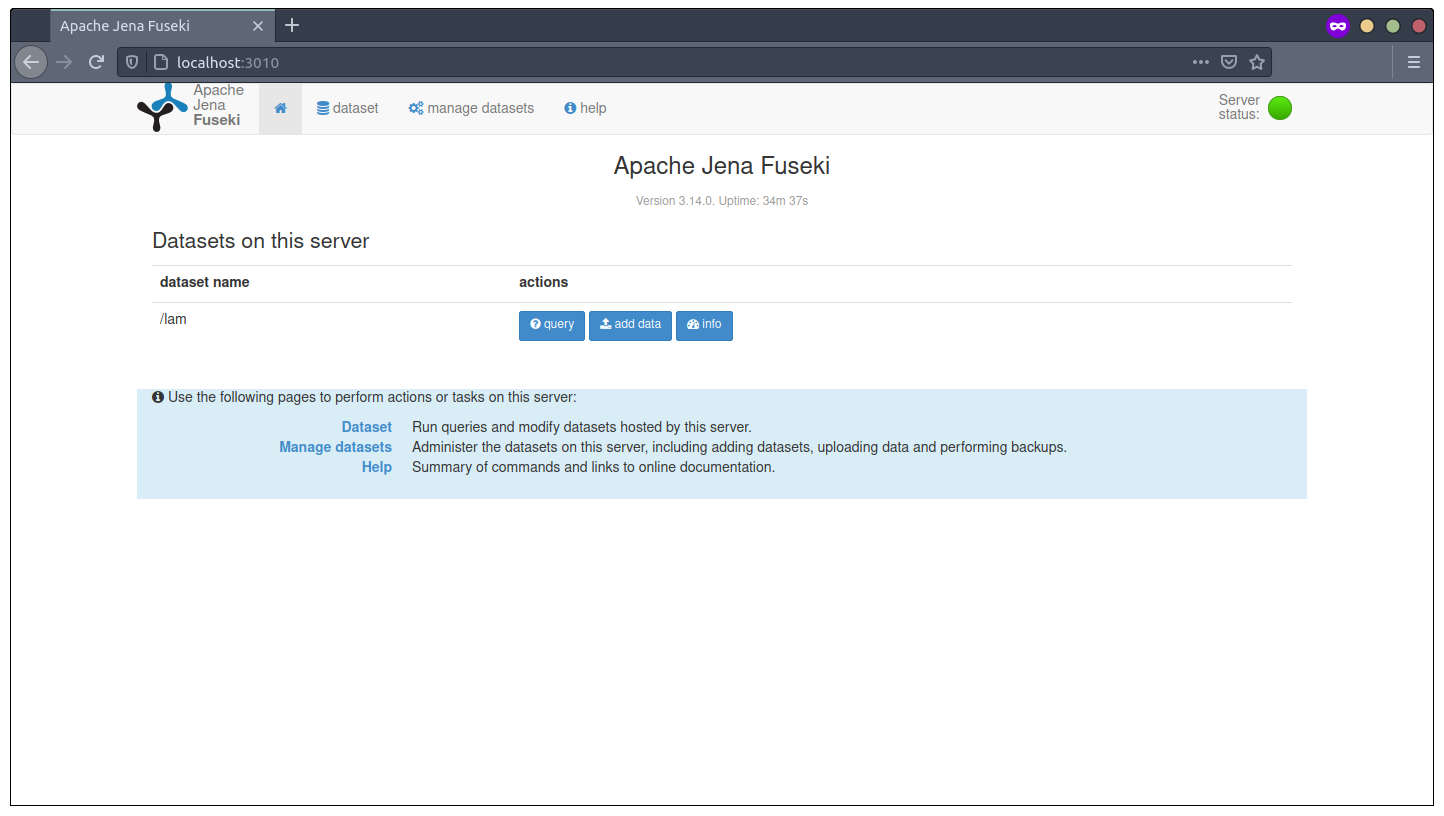 Apache Jena Fuseki
localhost:3010
Apache
Jena
Fuseki
dataset
manage datasets
help
Server
status:
Apache Jena Fuseki
Version 3.14.0. Uptime: 34m 37s
Datasets on this server
dataset name actions
/lam query add data info
Use the following pages to perform actions or tasks on this server:
Dataset Run queries and modify datasets hosted by this server.
Manage datasets Administer the datasets on this server, including adding datasets, uploading data and performing backups.
Help Summary of commands and links to online documentation.